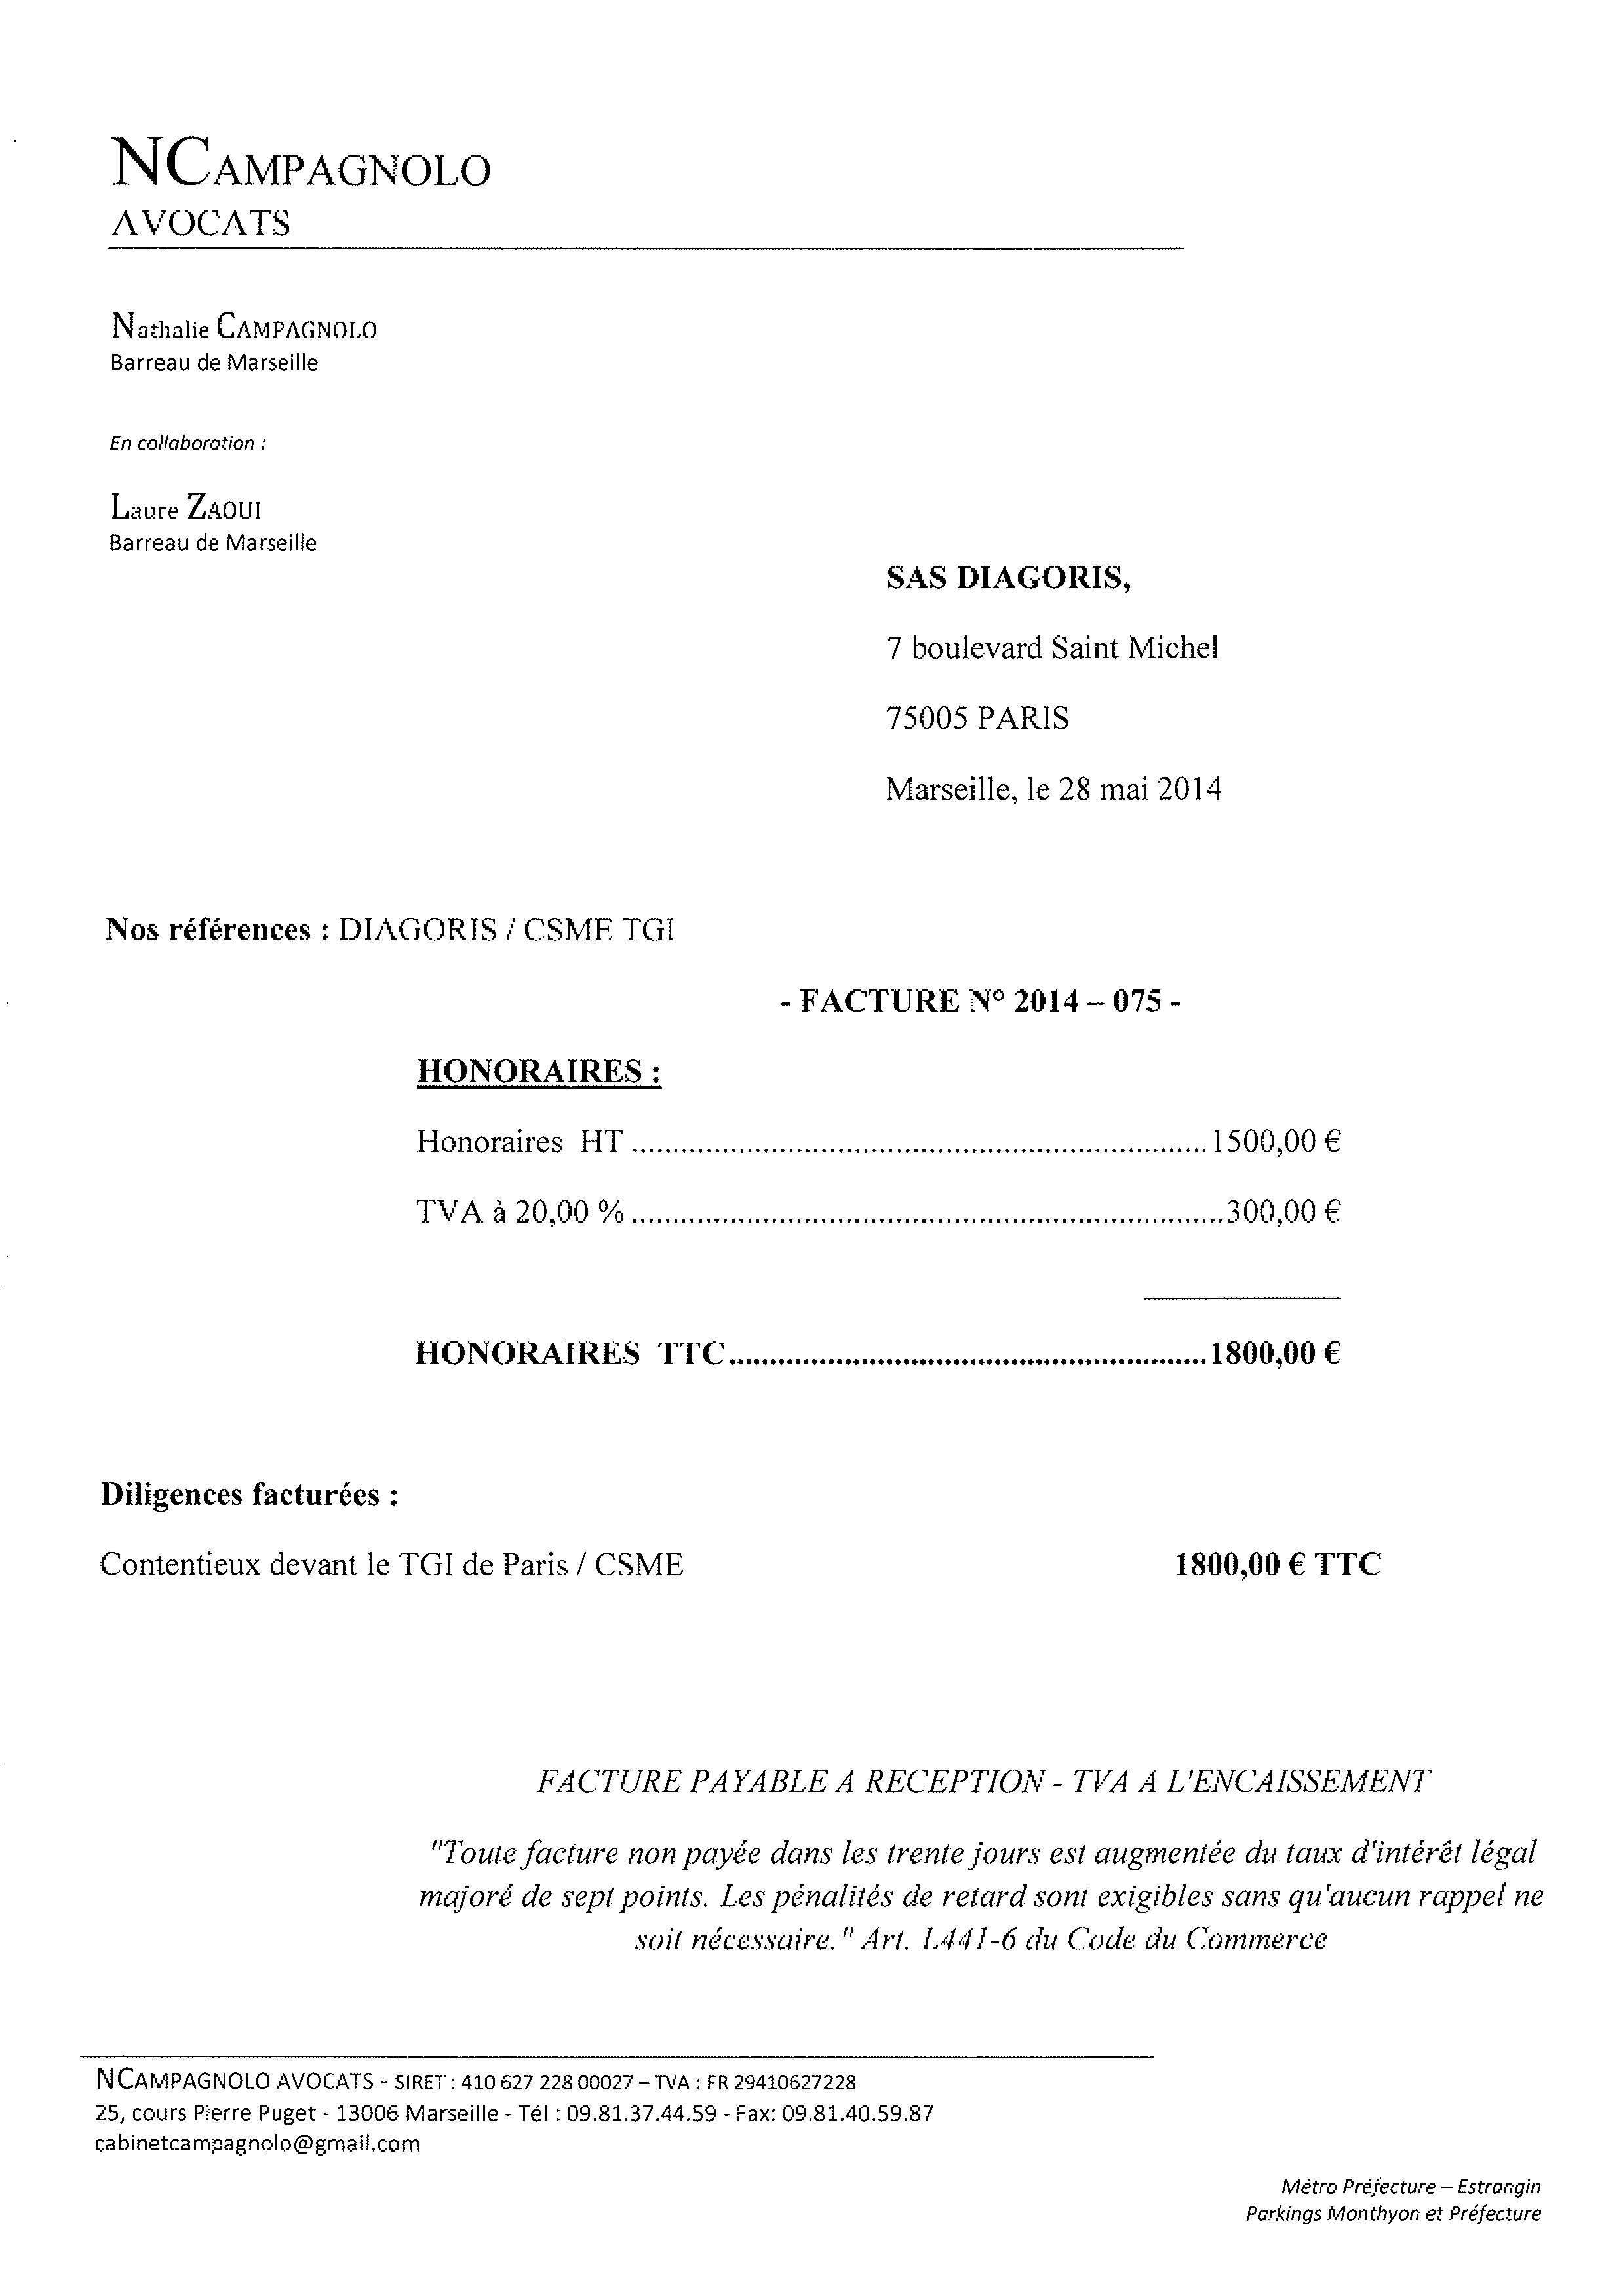 NCAMPAGNOLO
AVOCATS
Nathalie CAMPAGNOLO
Barreau de Marseille
En collaboration :
Laure ZAOUI
Barreau de Marseille
SAS DIAGORIS,
7 boulevard Saint Michel
75005 PARIS
Marseille, le 28 mai 2014
Nos références : DIAGORIS / CSME TGI
- FACTURE N° 2014 – 075 -
HONORAIRES :
Honoraires HT ........................................................................ 1500,00 €
TVA à 20,00 % ..........................................................................300,00 €
HONORAIRES TTC............................................................ 1800,00 €
Diligences facturées :
Contentieux devant le TGI de Paris / CSME 1800,00 € TTC
FACTURE PAYABLE A RECEPTION - TVA A L'ENCAISSEMENT
"Toute facture non payée dans les trente jours est augmentée du taux d'intérêt légal
majoré de sept points. Les pénalités de retard sont exigibles sans qu'aucun rappel ne
soit nécessaire." Art. L441-6 du Code du Commerce
NCAMPAGNOLO AVOCATS - SIRET : 410 627 228 00027 – TVA : FR 29410627228
25, cours Pierre Puget - 13006 Marseille - Tél : 09.81.37.44.59 - Fax: 09.81.40.59.87
cabinetcampagnolo@gmail.com
Métro Préfecture – Estrangin
Parkings Monthyon et Préfecture